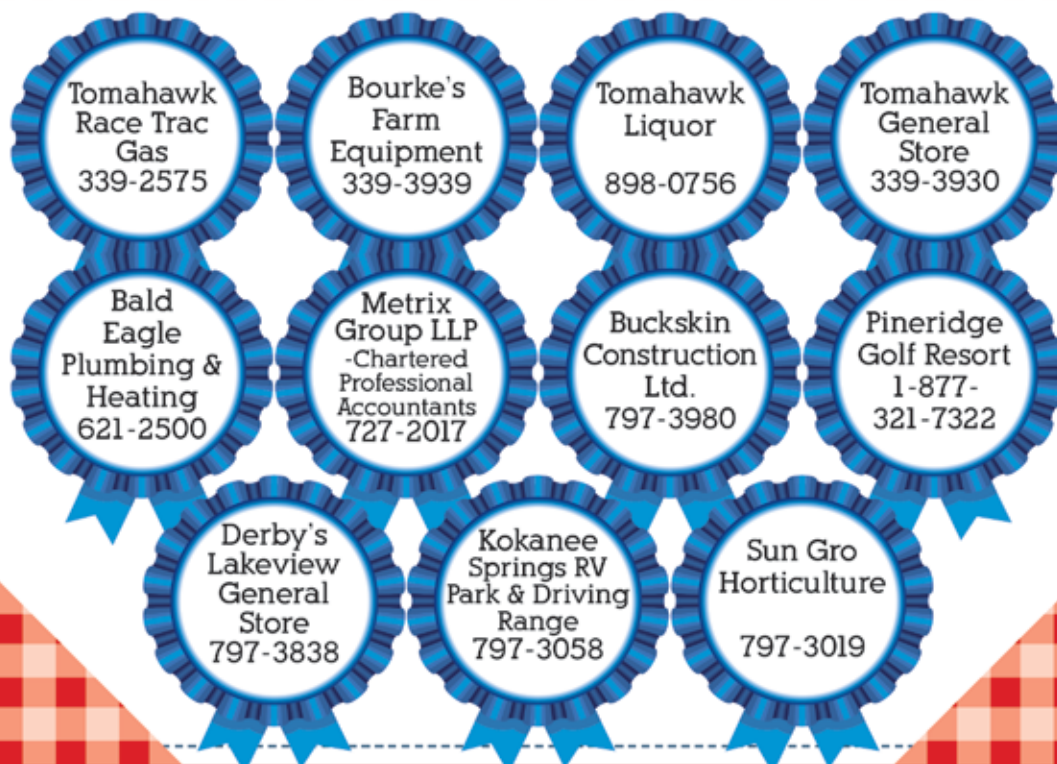 Tomahawk
Race Trac
Gas
339-2575
Bourke's
Farm
Equipment
339-3939
Tomahawk
Liquor
898-0756
Tomahawk
General
Store
339-3930
Bald
Eagle
Plumbing &
Heating
621-2500
Metrix
Group LLP
-Chartered
Professional
Accountants
727-2017
Buckskin
Construction
Ltd.
797-3980
Pineridge
Golf Resort
1-877-
321-7322
Derby's
Lakeview
General
Store
797-3838
Kokanee
Springs RV
Park & Driving
Range
797-3058
Sun Gro
Horticulture
797-3019